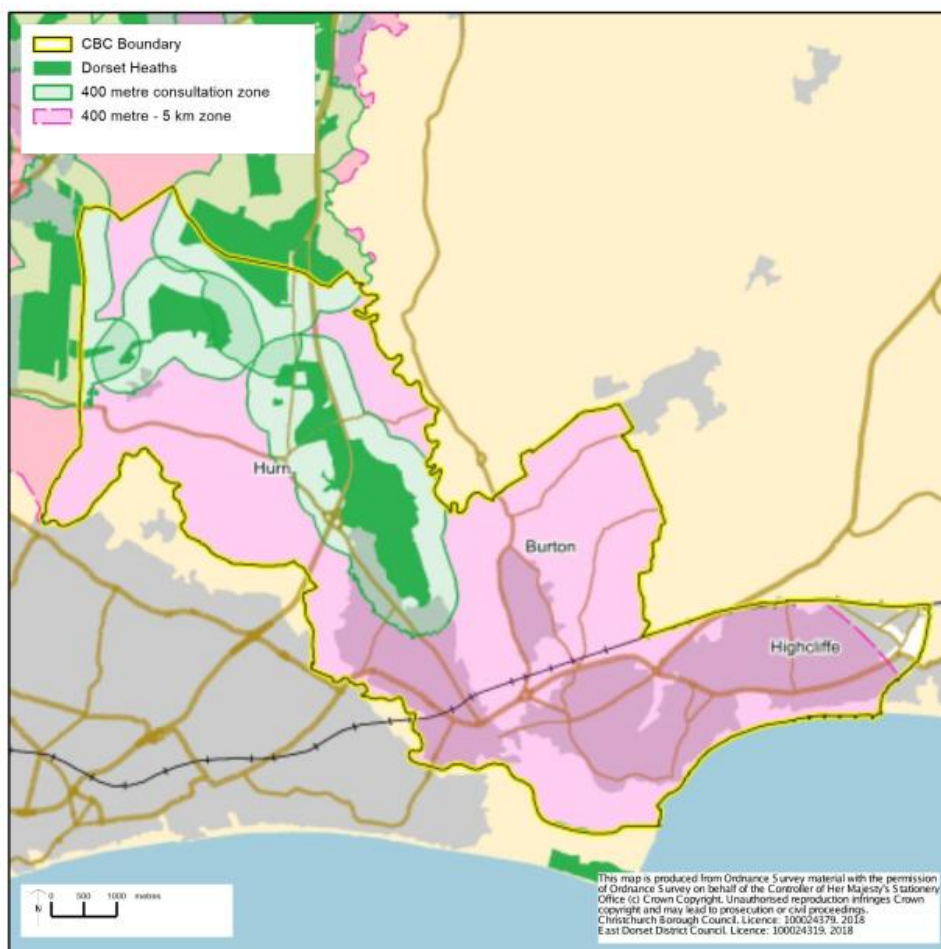 CBC Boundary
Dorset Heaths
400 metre consultation zone
400 metre - 5 km zone
Hurn
Burton
Highcliffe
0 500 1000 metres
N
This map is produced from Ordnance Survey material with the permission
of Ordnance Survey on behalf of the Controller of Her Majesty's Stationery
Office (c) Crown Copyright. Unauthorised reproduction infringes Crown
copyright and may lead to prosecution or civil proceedings.
Christchurch Borough Council. Licence: 100024379. 2018
East Dorset District Council. Licence: 100024319. 2018